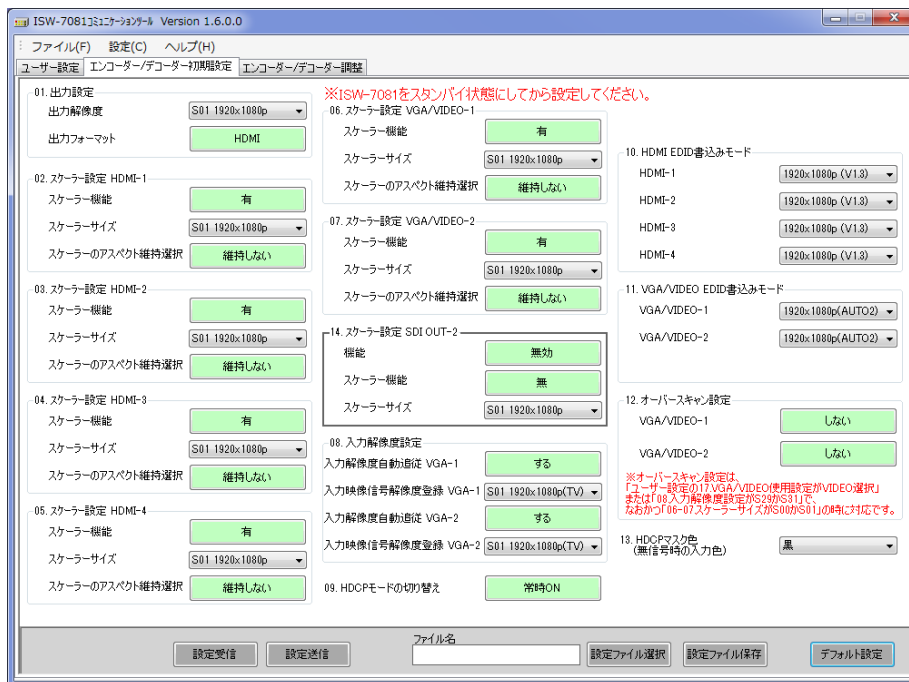 ISW-7081コミュニケーションツール Version 1.6.0.0
ファイル(F) 設定(C) ヘルプ(H)
ユーザー設定 エンコーダー/デコーダー初期設定 エンコーダー/デコーダー調整
※ISW-7081をスタンバイ状態にしてから設定してください。
01. 出力設定
出力解像度 S01 1920x1080p
出力フォーマット HDMI
02. スケーラー設定 HDMI-1
スケーラー機能 有
スケーラーサイズ S01 1920x1080p
スケーラーのアスペクト維持選択 維持しない
03. スケーラー設定 HDMI-2
スケーラー機能 有
スケーラーサイズ S01 1920x1080p
スケーラーのアスペクト維持選択 維持しない
04. スケーラー設定 HDMI-3
スケーラー機能 有
スケーラーサイズ S01 1920x1080p
スケーラーのアスペクト維持選択 維持しない
05. スケーラー設定 HDMI-4
スケーラー機能 有
スケーラーサイズ S01 1920x1080p
スケーラーのアスペクト維持選択 維持しない
06. スケーラー設定 VGA/VIDEO-1
スケーラー機能 有
スケーラーサイズ S01 1920x1080p
スケーラーのアスペクト維持選択 維持しない
07. スケーラー設定 VGA/VIDEO-2
スケーラー機能 有
スケーラーサイズ S01 1920x1080p
スケーラーのアスペクト維持選択 維持しない
14. スケーラー設定 SDI OUT-2
機能 無効
スケーラー機能 無
スケーラーサイズ S01 1920x1080p
08. 入力解像度設定
入力解像度自動追従 VGA-1 する
入力映像信号解像度登録 VGA-1 S01 1920x1080p(TV)
入力解像度自動追従 VGA-2 する
入力映像信号解像度登録 VGA-2 S01 1920x1080p(TV)
09. HDCPモードの切り替え 常時ON
10. HDMI EDID書込みモード
HDMI-1 1920x1080p (V1.3)
HDMI-2 1920x1080p (V1.3)
HDMI-3 1920x1080p (V1.3)
HDMI-4 1920x1080p (V1.3)
11. VGA/VIDEO EDID書込みモード
VGA/VIDEO-1 1920x1080p(AUTO2)
VGA/VIDEO-2 1920x1080p(AUTO2)
12. オーバースキャン設定
VGA/VIDEO-1 しない
VGA/VIDEO-2 しない
※オーバースキャン設定は、
「ユーザー設定の17.VGA/VIDEO使用設定がVIDEO選択」
または「08.入力解像度設定がS29かS31」で、
なおかつ「06-07.スケーラーサイズがS00かS01」の時に対応です。
13. HDCPマスク色 黒
(無信号時の入力色)
設定受信 設定送信 ファイル名 設定ファイル選択 設定ファイル保存 デフォルト設定